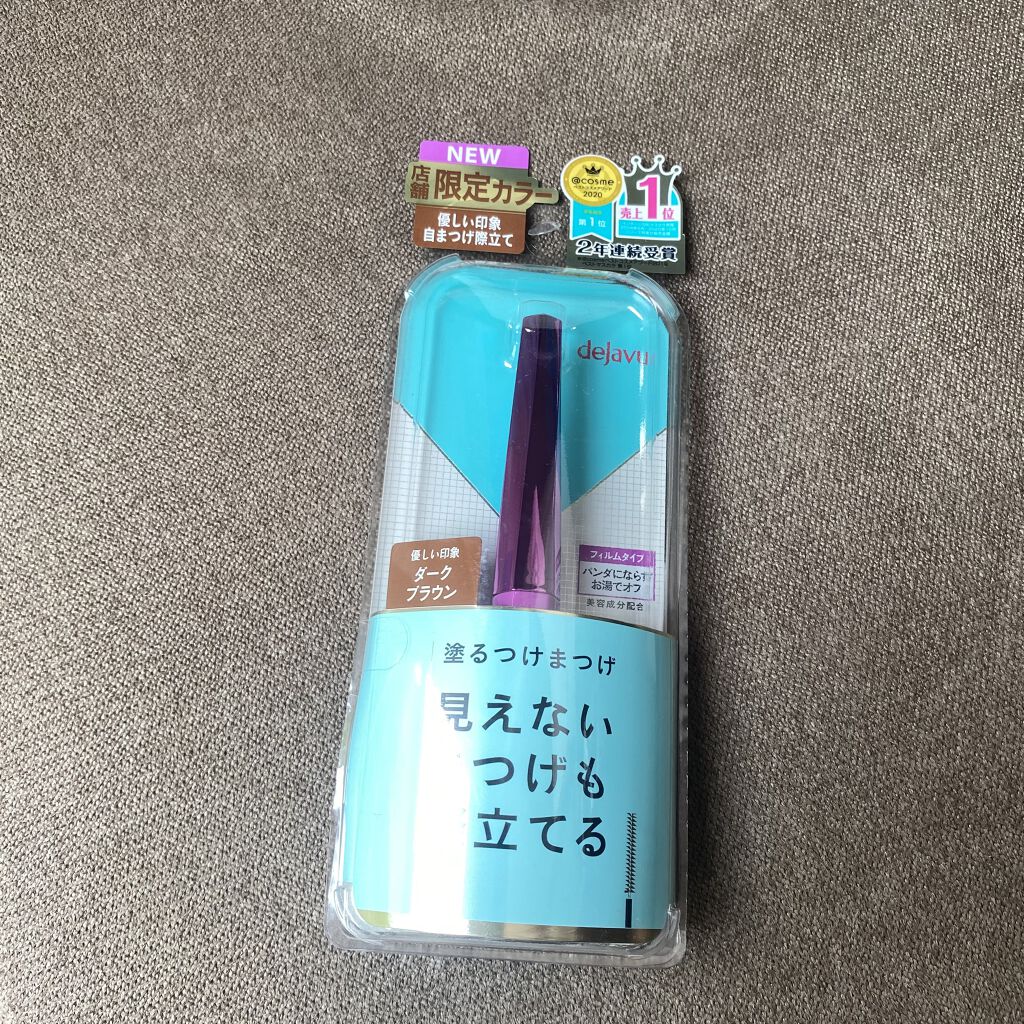 NEW
店舗 限定カラー
優しい印象
自まつげ際立て
@cosme
2020
第1位
1
売上 位
2年連続受賞
dejavu
優しい印象
ダーク
ブラウン
フィルムタイプ
パンダにならず
お湯でオフ
美容成分配合
塗るつけまつげ
見えない
つげも
立てる